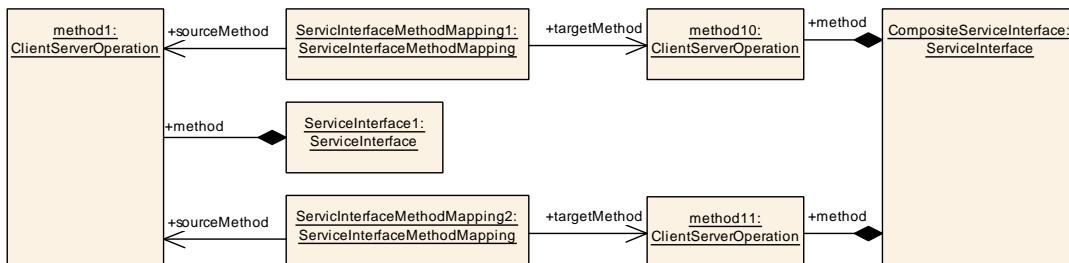 method1:
ClientServerOperation
+sourceMethod
ServicInterfaceMethodMapping1:
ServiceInterfaceMethodMapping
+targetMethod
method10:
ClientServerOperation
+method
CompositeServiceInterface:
ServiceInterface
+method
ServiceInterface1:
ServiceInterface
+sourceMethod
ServicInterfaceMethodMapping2:
ServiceInterfaceMethodMapping
+targetMethod
method11:
ClientServerOperation
+method